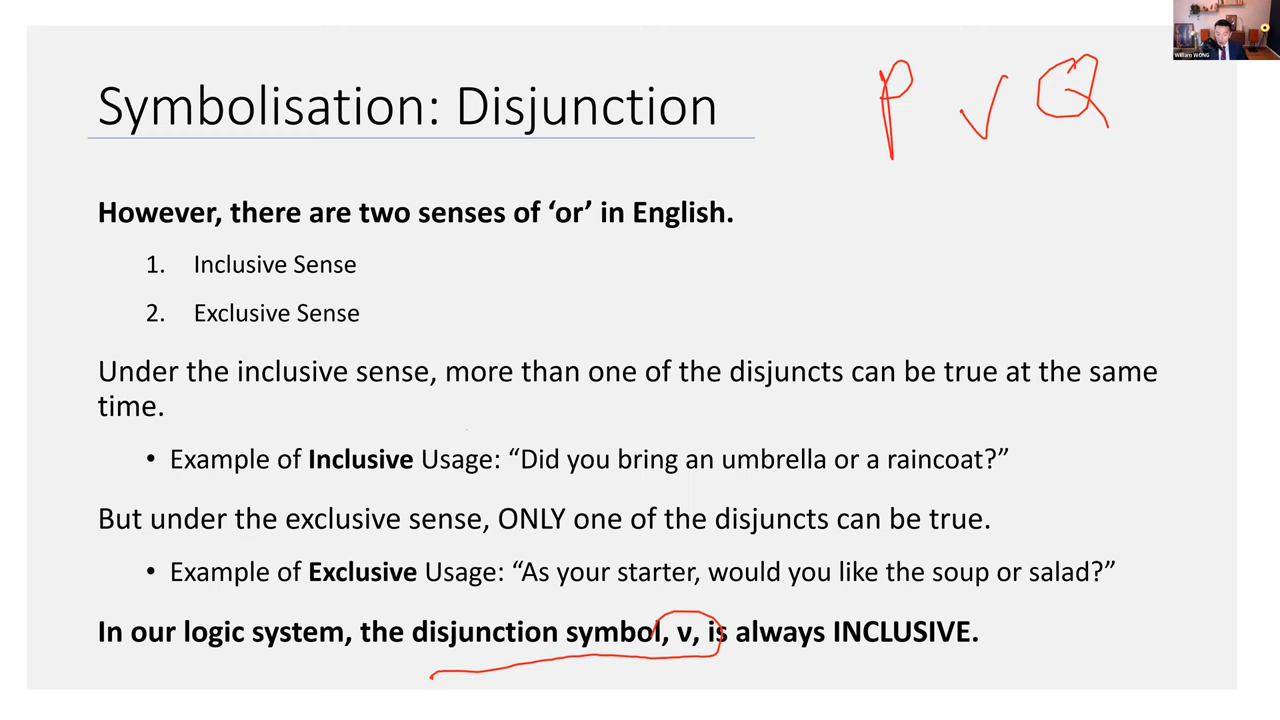 Symbolisation: Disjunction
P v Q
William WONG
However, there are two senses of ‘or’ in English.
1. Inclusive Sense
2. Exclusive Sense
Under the inclusive sense, more than one of the disjuncts can be true at the same
time.
• Example of Inclusive Usage: “Did you bring an umbrella or a raincoat?”
But under the exclusive sense, ONLY one of the disjuncts can be true.
• Example of Exclusive Usage: “As your starter, would you like the soup or salad?”
In our logic system, the disjunction symbol, v, is always INCLUSIVE.